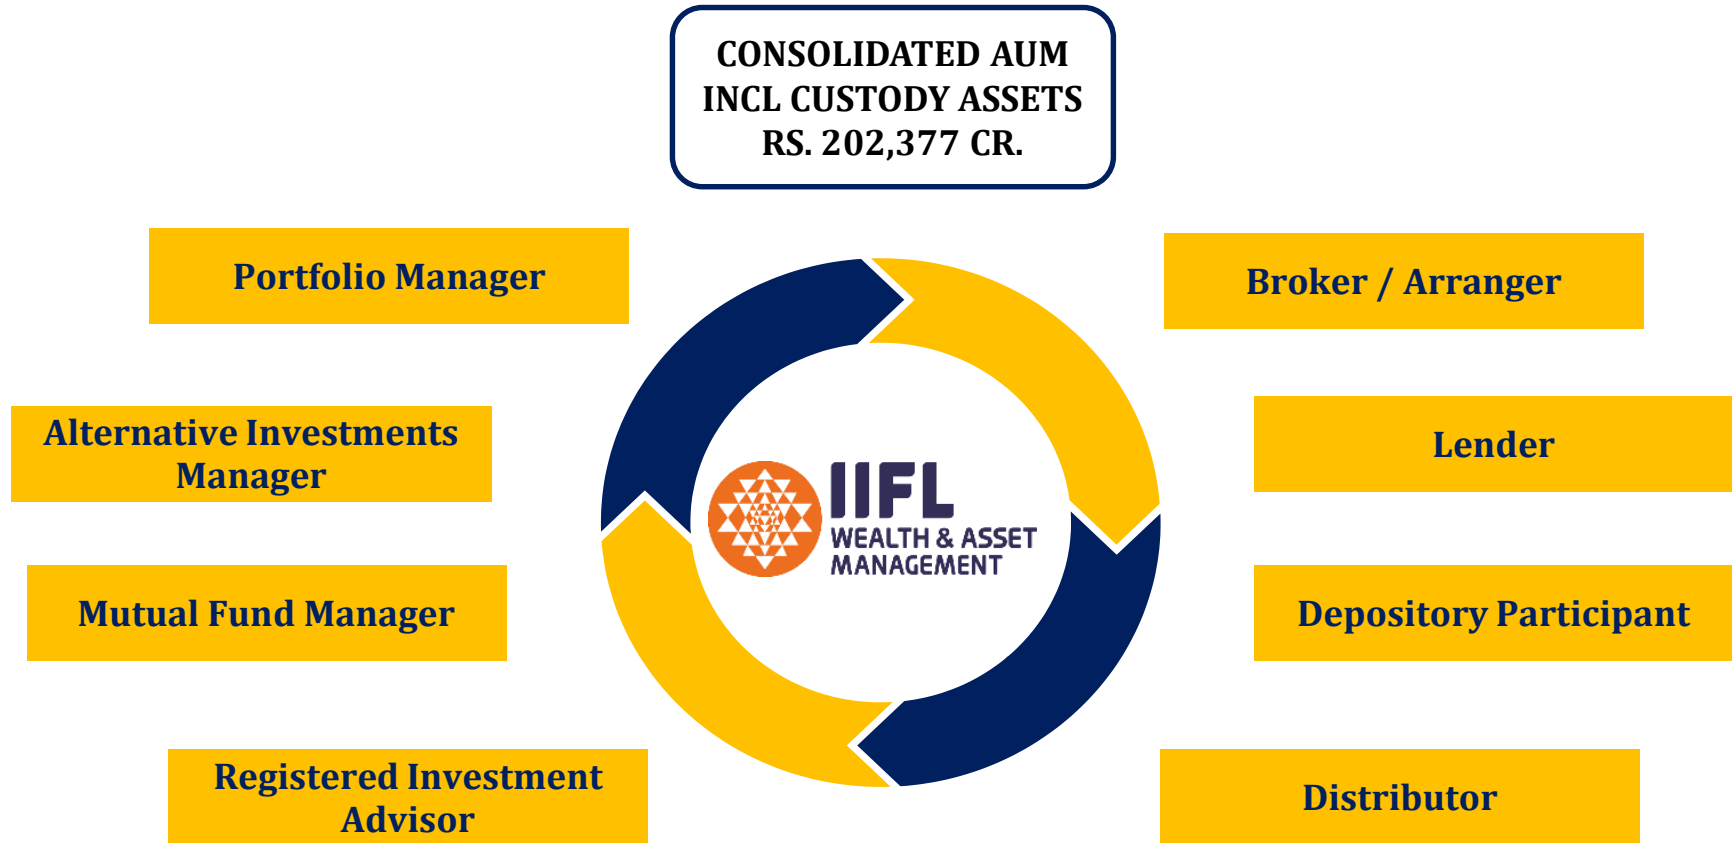 CONSOLIDATED AUM
INCL CUSTODY ASSETS
RS. 202,377 CR.
Portfolio Manager
Broker / Arranger
Alternative Investments
Manager
Lender
IIFL
WEALTH & ASSET
MANAGEMENT
Mutual Fund Manager
Depository Participant
Registered Investment
Advisor
Distributor